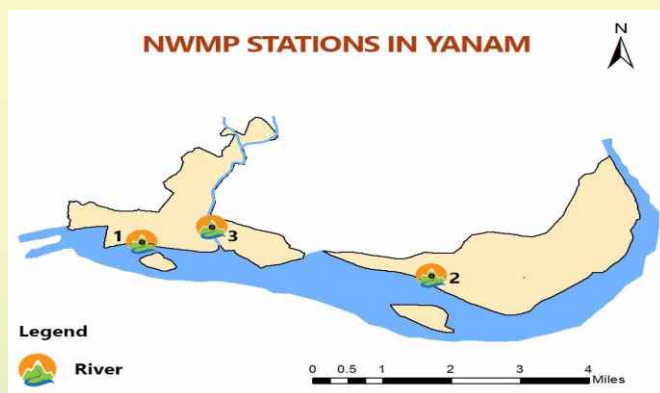 NWMP STATIONS IN YANAM
N
1
3
2
Legend
River
0 0.5 1 2 3 4
Miles